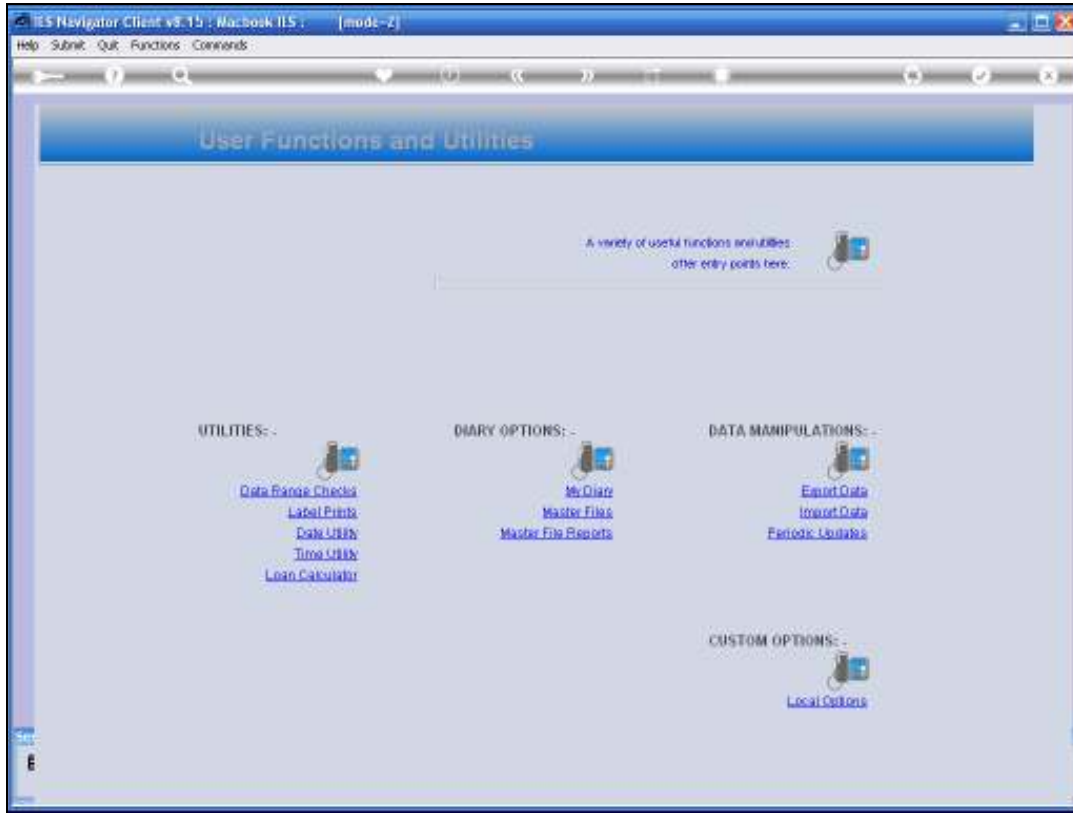 IES Navigator Client v8.15 : Macbook IES : [mode-Z]
Help Submit Quit Functions Commands
User Functions and Utilities
A variety of useful functions and utilities
offer entry points here.
UTILITIES: -
Data Range Checks
Label Prints
Date Utility
Time Utility
Loan Calculator
DIARY OPTIONS: -
My Diary
Master Files
Master File Reports
DATA MANIPULATIONS: -
Export Data
Import Data
Periodic Updates
CUSTOM OPTIONS: -
Local Options